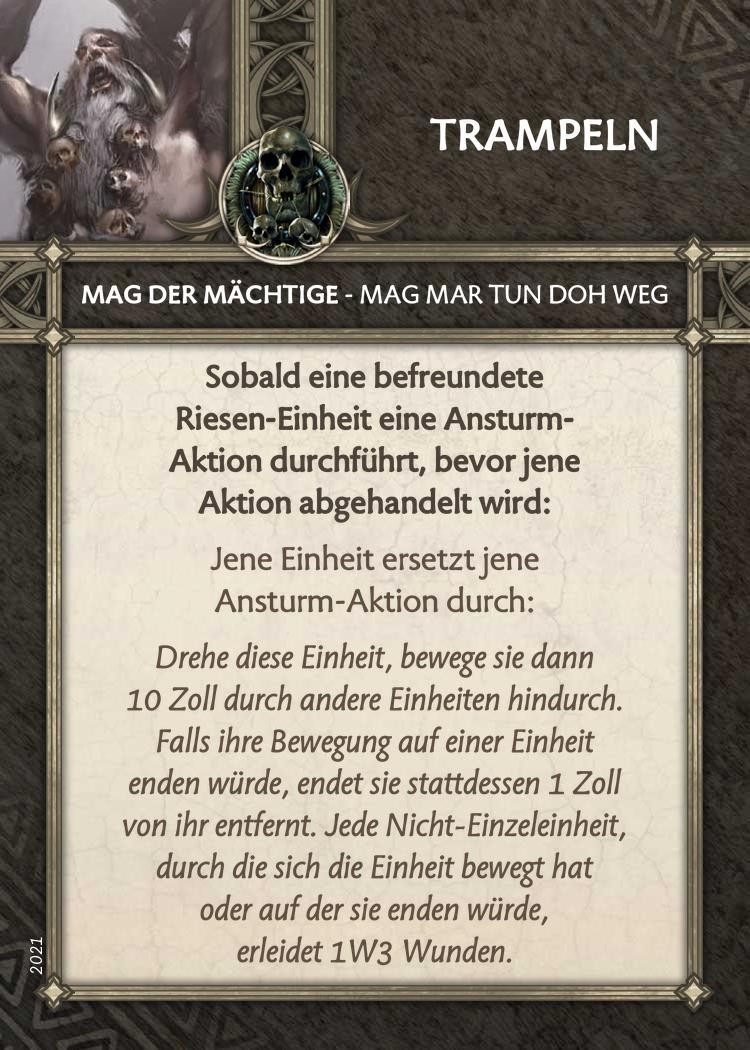 TRAMPELN
MAG DER MÄCHTIGE - MAG MAR TUN DOH WEG
Sobald eine befreundete
Riesen-Einheit eine Ansturm-
Aktion durchführt, bevor jene
Aktion abgehandelt wird:
Jene Einheit ersetzt jene
Ansturm-Aktion durch:
Drehe diese Einheit, bewege sie dann
10 Zoll durch andere Einheiten hindurch.
Falls ihre Bewegung auf einer Einheit
enden würde, endet sie stattdessen 1 Zoll
von ihr entfernt. Jede Nicht-Einzeleinheit,
durch die sich die Einheit bewegt hat
oder auf der sie enden würde,
erleidet 1W3 Wunden.
2021